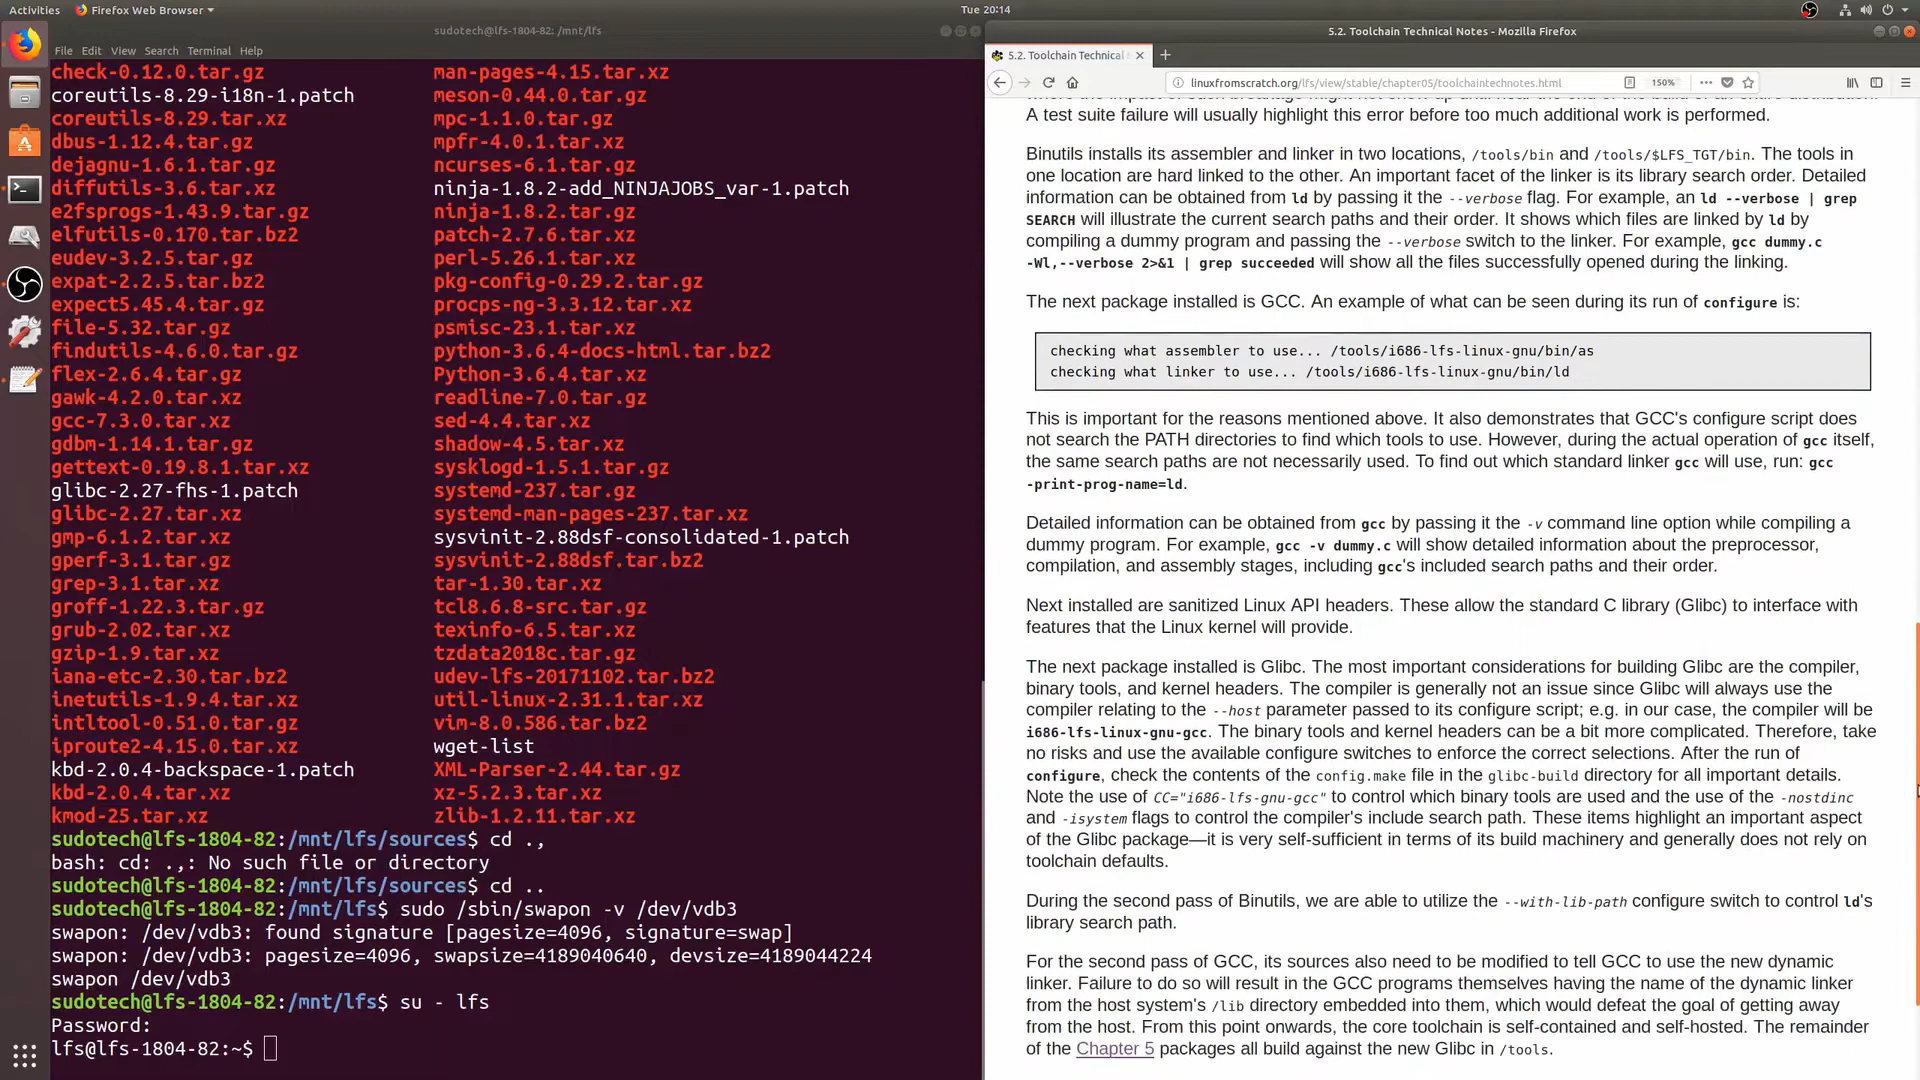 Activities
Firefox Web Browser
Tue 20:14
sudotech@lfs-1804-82: /mnt/lfs
File Edit View Search Terminal Help
check-0.12.0.tar.gz man-pages-4.15.tar.xz
coreutils-8.29-i18n-1.patch meson-0.44.0.tar.gz
coreutils-8.29.tar.xz mpc-1.1.0.tar.gz
dbus-1.12.4.tar.gz mpfr-4.0.1.tar.xz
dejagnu-1.6.1.tar.gz ncurses-6.1.tar.gz
diffutils-3.6.tar.xz ninja-1.8.2-add_NINJAJOBS_var-1.patch
e2fsprogs-1.43.9.tar.gz ninja-1.8.2.tar.gz
elfutils-0.170.tar.bz2 patch-2.7.6.tar.xz
eudev-3.2.5.tar.gz perl-5.26.1.tar.xz
expat-2.2.5.tar.bz2 pkg-config-0.29.2.tar.gz
expect5.45.4.tar.gz procps-ng-3.3.12.tar.xz
file-5.32.tar.gz psmisc-23.1.tar.xz
findutils-4.6.0.tar.gz python-3.6.4-docs-html.tar.bz2
flex-2.6.4.tar.gz Python-3.6.4.tar.xz
gawk-4.2.0.tar.xz readline-7.0.tar.gz
gcc-7.3.0.tar.xz sed-4.4.tar.xz
gdbm-1.14.1.tar.gz shadow-4.5.tar.xz
gettext-0.19.8.1.tar.xz sysklogd-1.5.1.tar.gz
glibc-2.27-fhs-1.patch systemd-237.tar.gz
glibc-2.27.tar.xz systemd-man-pages-237.tar.xz
gmp-6.1.2.tar.xz sysvinit-2.88dsf-consolidated-1.patch
gperf-3.1.tar.gz sysvinit-2.88dsf.tar.bz2
grep-3.1.tar.xz tar-1.30.tar.xz
groff-1.22.3.tar.gz tcl8.6.8-src.tar.gz
grub-2.02.tar.xz texinfo-6.5.tar.xz
gzip-1.9.tar.xz tzdata2018c.tar.gz
iana-etc-2.30.tar.bz2 udev-lfs-20171102.tar.bz2
inetutils-1.9.4.tar.xz util-linux-2.31.1.tar.xz
intltool-0.51.0.tar.gz vim-8.0.586.tar.bz2
iproute2-4.15.0.tar.xz wget-list
kbd-2.0.4-backspace-1.patch XML-Parser-2.44.tar.gz
kbd-2.0.4.tar.xz xz-5.2.3.tar.xz
kmod-25.tar.xz zlib-1.2.11.tar.xz
sudotech@lfs-1804-82:/mnt/lfs/sources$ cd .,
bash: cd: .,: No such file or directory
sudotech@lfs-1804-82:/mnt/lfs/sources$ cd ..
sudotech@lfs-1804-82:/mnt/lfs$ sudo /sbin/swapon -v /dev/vdb3
swapon: /dev/vdb3: found signature [pagesize=4096, signature=swap]
swapon: /dev/vdb3: pagesize=4096, swapsize=4189040640, devsize=4189044224
swapon /dev/vdb3
sudotech@lfs-1804-82:/mnt/lfs$ su - lfs
Password:
lfs@lfs-1804-82:~$
5.2. Toolchain Technical Notes - Mozilla Firefox
5.2. Toolchain Technical
linuxfromscratch.org/lfs/view/stable/chapter05/toolchaintechnotes.html
150%
A test suite failure will usually highlight this error before too much additional work is performed.
Binutils installs its assembler and linker in two locations, /tools/bin and /tools/$LFS_TGT/bin. The tools in
one location are hard linked to the other. An important facet of the linker is its library search order. Detailed
information can be obtained from ld by passing it the --verbose flag. For example, an ld --verbose | grep
SEARCH will illustrate the current search paths and their order. It shows which files are linked by ld by
compiling a dummy program and passing the --verbose switch to the linker. For example, gcc dummy.c
-Wl,--verbose 2>&1 | grep succeeded will show all the files successfully opened during the linking.
The next package installed is GCC. An example of what can be seen during its run of configure is:
checking what assembler to use... /tools/i686-lfs-linux-gnu/bin/as
checking what linker to use... /tools/i686-lfs-linux-gnu/bin/ld
This is important for the reasons mentioned above. It also demonstrates that GCC's configure script does
not search the PATH directories to find which tools to use. However, during the actual operation of gcc itself,
the same search paths are not necessarily used. To find out which standard linker gcc will use, run: gcc
-print-prog-name=ld.
Detailed information can be obtained from gcc by passing it the -v command line option while compiling a
dummy program. For example, gcc -v dummy.c will show detailed information about the preprocessor,
compilation, and assembly stages, including gcc's included search paths and their order.
Next installed are sanitized Linux API headers. These allow the standard C library (Glibc) to interface with
features that the Linux kernel will provide.
The next package installed is Glibc. The most important considerations for building Glibc are the compiler,
binary tools, and kernel headers. The compiler is generally not an issue since Glibc will always use the
compiler relating to the --host parameter passed to its configure script; e.g. in our case, the compiler will be
i686-lfs-linux-gnu-gcc. The binary tools and kernel headers can be a bit more complicated. Therefore, take
no risks and use the available configure switches to enforce the correct selections. After the run of
configure, check the contents of the config.make file in the glibc-build directory for all important details.
Note the use of CC="i686-lfs-gnu-gcc" to control which binary tools are used and the use of the -nostdinc
and -isystem flags to control the compiler's include search path. These items highlight an important aspect
of the Glibc package—it is very self-sufficient in terms of its build machinery and generally does not rely on
toolchain defaults.
During the second pass of Binutils, we are able to utilize the --with-lib-path configure switch to control ld's
library search path.
For the second pass of GCC, its sources also need to be modified to tell GCC to use the new dynamic
linker. Failure to do so will result in the GCC programs themselves having the name of the dynamic linker
from the host system's /lib directory embedded into them, which would defeat the goal of getting away
from the host. From this point onwards, the core toolchain is self-contained and self-hosted. The remainder
of the Chapter 5 packages all build against the new Glibc in /tools.